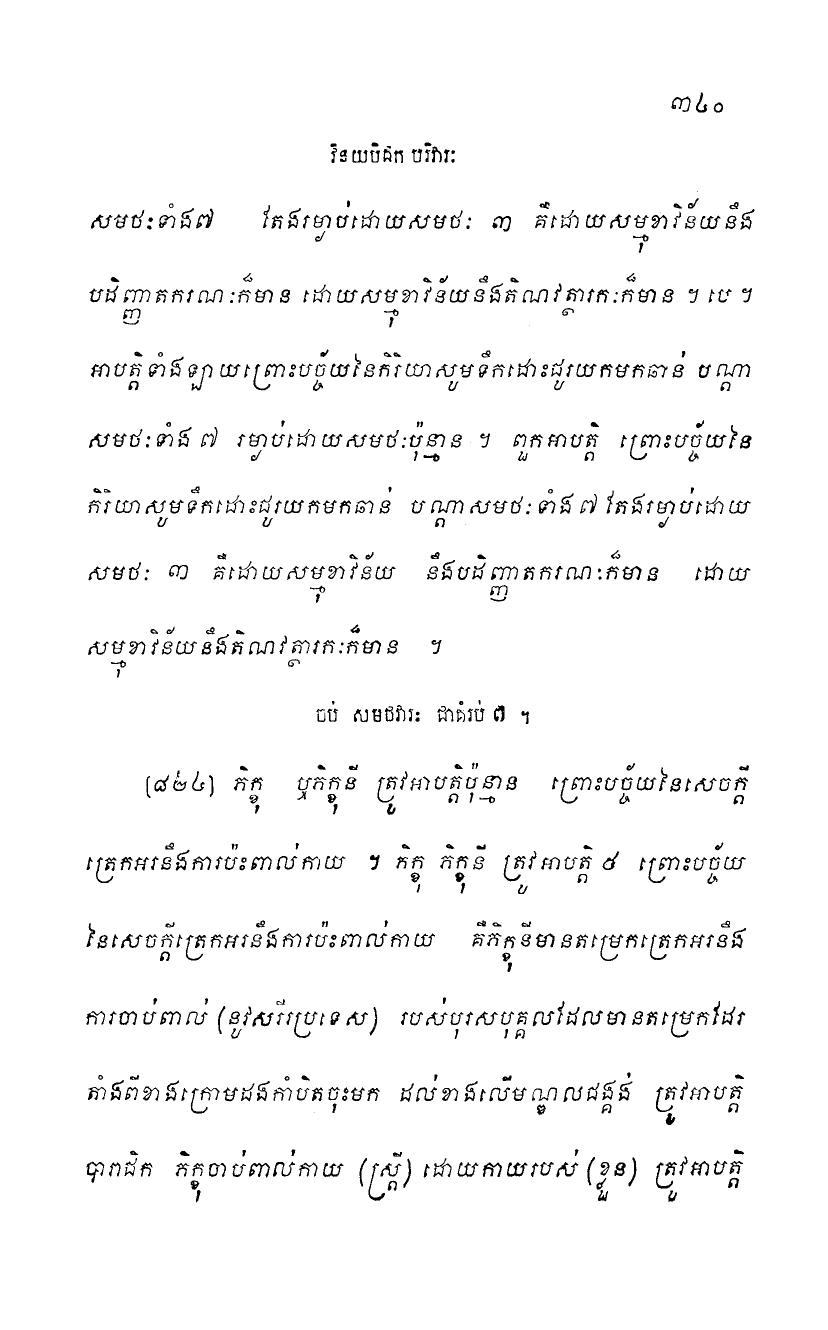 ៣៤០
វិនយបិដក បរិវារៈ
សមថៈទាំង៧ តែងរម្ងាប់ដោយសមថៈ ៣ គឺដោយសម្មុខាវិន័យនឹង
បដិញ្ញាតករណៈក៏មាន ដោយសម្មុខាវិន័យនឹងតិណវត្ថារកៈក៏មាន ។ បេ ។
អាបត្តិទាំងឡាយព្រោះបច្ច័យនៃកិរិយាសូមទឹកដោះជូរយកមកឆាន់ បណ្តា
សមថៈទាំង ៧ រម្ងាប់ដោយសមថៈប៉ុន្មាន ។ ពួកអាបត្តិ ព្រោះបច្ច័យនៃ
កិរិយាសូមទឹកដោះជូរយកមកឆាន់ បណ្តាសមថៈទាំង ៧ តែងរម្ងាប់ដោយ
សមថៈ ៣ គឺដោយសម្មុខាវិន័យ នឹងបដិញ្ញាតករណៈក៏មាន ដោយ
សម្មុខាវិន័យនឹងតិណវត្ថារកៈក៏មាន ។
ចប់ សមថវារៈ ជាគំរប់ ៧ ។
[៨២៤] ភិក្ខុ ឬភិក្ខុនី ត្រូវអាបត្តិប៉ុន្មាន ព្រោះបច្ច័យនៃសេចក្តី
ត្រេកអរនឹងការប៉ះពាល់កាយ ។ ភិក្ខុ ភិក្ខុនី ត្រូវអាបត្តិ ៥ ព្រោះបច្ច័យ
នៃសេចក្តីត្រេកអរនឹងការប៉ះពាល់កាយ គឺភិក្ខុនីមានតម្រេកត្រេកអរនឹង
ការចាប់ពាល់ (នូវសរីរប្រទេស) របស់បុរសបុគ្គលដែលមានតម្រេកដែរ
តាំងពីខាងក្រោមដងកាំបិតចុះមក ដល់ខាងលើមណ្ឌលជង្គង់ ត្រូវអាបត្តិ
បារាជិក ភិក្ខុចាប់ពាល់កាយ (ស្ត្រី) ដោយកាយរបស់ (ខ្លួន) ត្រូវអាបត្តិ